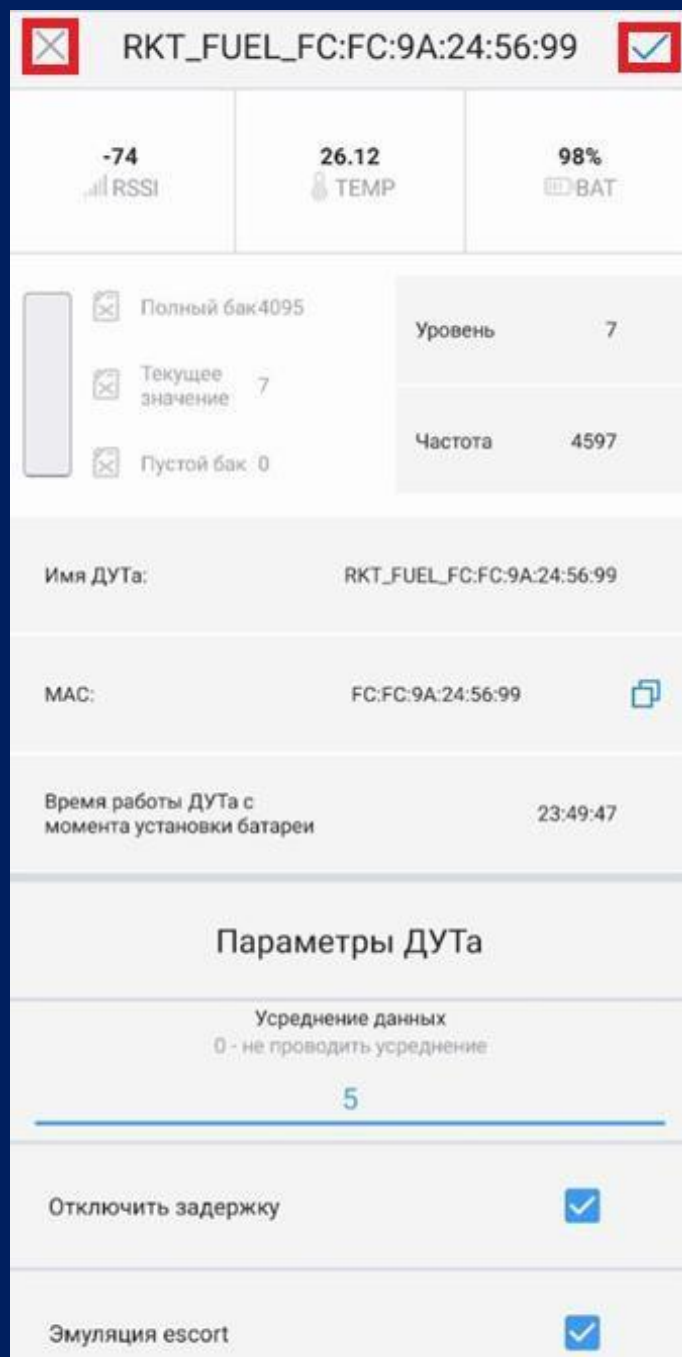 RKT_FUEL_FC:FC:9A:24:56:99
-74
RSSI
26.12
TEMP
98%
BAT
Полный бак 4095
Текущее
значение
7
Пустой бак 0
Уровень 7
Частота 4597
Имя ДУТа: RKT_FUEL_FC:FC:9A:24:56:99
MAC: FC:FC:9A:24:56:99
Время работы ДУТа с
момента установки батареи
23:49:47
Параметры ДУТа
Усреднение данных
0 - не проводить усреднение
5
Отключить задержку
Эмуляция escort